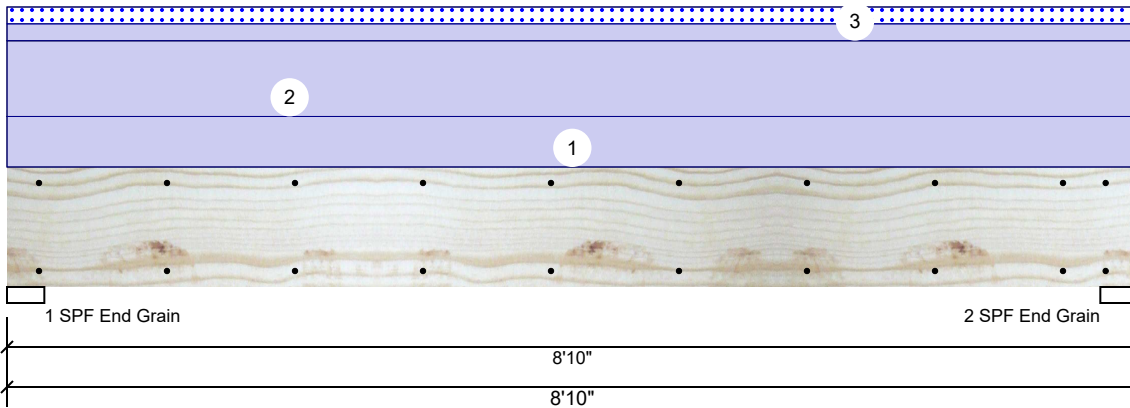 3
2
1
1 SPF End Grain
2 SPF End Grain
8'10"
8'10"